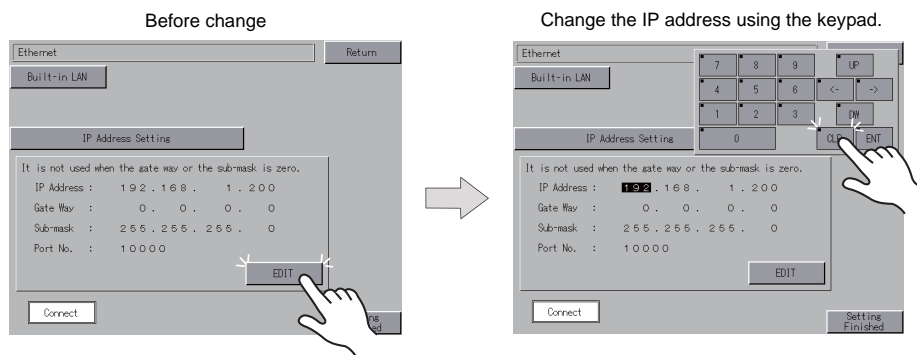 Before change
Ethernet
Return
Built-in LAN
IP Address Setting
It is not used when the gate way or the sub-mask is zero.
IP Address : 192.168. 1.200
Gate Way : 0. 0. 0. 0
Sub-mask : 255.255.255. 0
Port No. : 10000
EDIT
Connect
Change the IP address using the keypad.
Ethernet
Built-in LAN
7 8 9 UP
4 5 6 <- ->
1 2 3 DW
0 CLR ENT
IP Address Setting
It is not used when the gate way or the sub-mask is zero.
IP Address : 192.168. 1.200
Gate Way : 0. 0. 0. 0
Sub-mask : 255.255.255. 0
Port No. : 10000
EDIT
Connect
Setting
Finished